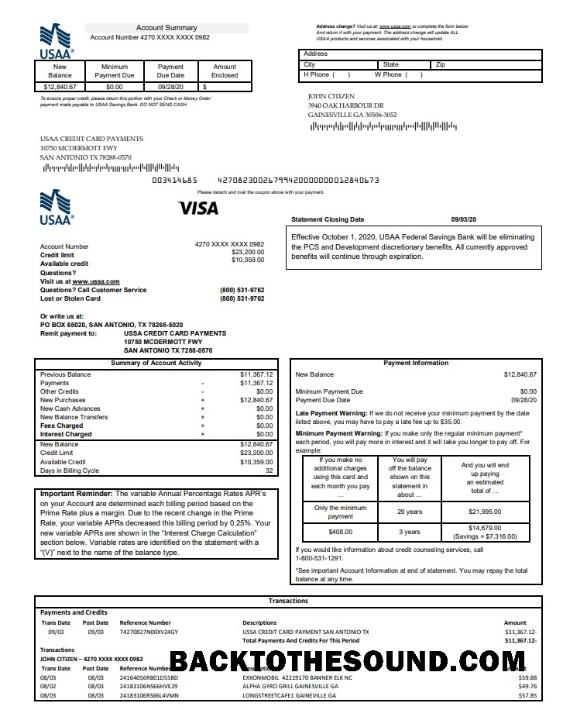 USAA®
Account Summary
Account Number 4270 XXXX XXXX 0982
Address change? Visit us at: www.ussa.com or complete the form below
And return it with your payment. The address change will update ALL
USAA products and services associated with your household.
New Balance Minimum Payment Due Payment Due Date Amount Enclosed
$12,840.67 $0.00 09/28/20 $
To ensure proper credit, please return this portion with your Check or Money Order
payment made payable to USAA Savings Bank. DO NOT SEND CASH
Address
City State Zip
H Phone ( ) W Phone ( )
JOHN CITIZEN
3940 OAK HARBOUR DR
GAINESVILLE GA 30506-3052
USAA CREDIT CARD PAYMENTS
10750 MCDERMOTT FWY
SAN ANTONIO TX 78288-0570
003414685 4270823002679942000000012840673
Please detach and mail the coupon above with your payment.
USAA®
VISA
Statement Closing Date 09/03/20
Effective October 1, 2020, USAA Federal Savings Bank will be eliminating
the PCS and Development discretionary benefits. All currently approved
benefits will continue through expiration.
Account Number 4270 XXXX XXXX 0982
Credit limit $23,200.00
Available credit $10,359.00
Questions?
Visit us at www.ussa.com
Questions? Call Customer Service (800) 531-9762
Lost or Stolen Card (800) 531-9762
Or write us at:
PO BOX 65020, SAN ANTONIO, TX 78265-5020
Remit payment to: USSA CREDIT CARD PAYMENTS
10750 MCDERMOTT FWY
SAN ANTONIO TX 7288-0570
Summary of Account Activity
Previous Balance $11,367.12
Payments - $11,367.12
Other Credits - $0.00
New Purchases + $12,840.67
New Cash Advances + $0.00
New Balance Transfers + $0.00
Fees Charged + $0.00
Interest Charged + $0.00
New Balance $12,840.67
Credit Limit $23,200.00
Available Credit $10,359.00
Days in Billing Cycle 32
Important Reminder: The variable Annual Percentage Rates APR's
on your Account are determined each billing period based on the
Prime Rate plus a margin. Due to the recent change in the Prime
Rate, your variable APRs decreased this billing period by 0.25%. Your
new variable APRs are shown in the "Interest Charge Calculation"
section below. Variable rates are identified on the statement with a
"(V)" next to the name of the balance type.
Payment Information
New Balance $12,840.67
Minimum Payment Due $0.00
Payment Due Date 09/28/20
Late Payment Warning: If we do not receive your minimum payment by the date
listed above, you may have to pay a late fee up to $35.00.
Minimum Payment Warning: If you make only the regular minimum payment*
each period, you will pay more in interest and it will take you longer to pay off. For
example:
If you make no additional charges using this card and each month you pay … You will pay off the balance shown on this statement in about … And you will end up paying an estimated total of …
Only the minimum payment 29 years $21,995.00
$408.00 3 years $14,679.00 (Savings = $7,316.00)
If you would like information about credit counseling services, call
1-800-531-1291.
*See important Account Information at end of statement. You may repay the total
balance at any time.
Transactions
Payments and Credits
Trans Date Post Date Reference Number Descriptions Amount
09/03 09/03 74270827N00XV24GY USSA CREDIT CARD PAYMENT SAN ANTONIO TX $11,367.12-
Total Payments And Credits For This Period $11,367.12-
Transactions
JOHN CITIZEN – 4270 XXXX XXXX 0982
BACKTOTHESOUND.COM
Trans Date Post Date Reference Number Descriptions Amount
08/03 08/03 24164056R801D55BD EXXONMOBIL 42219170 BANNER ELK NC $59.88
08/02 08/03 24183106NS66HVE29 ALPHA GYRO GRILL GAINESVILLE GA $49.76
08/03 08/03 24183106RS66L4VMN LONGSTREETCAFE1 GAINESVILLE GA $57.85